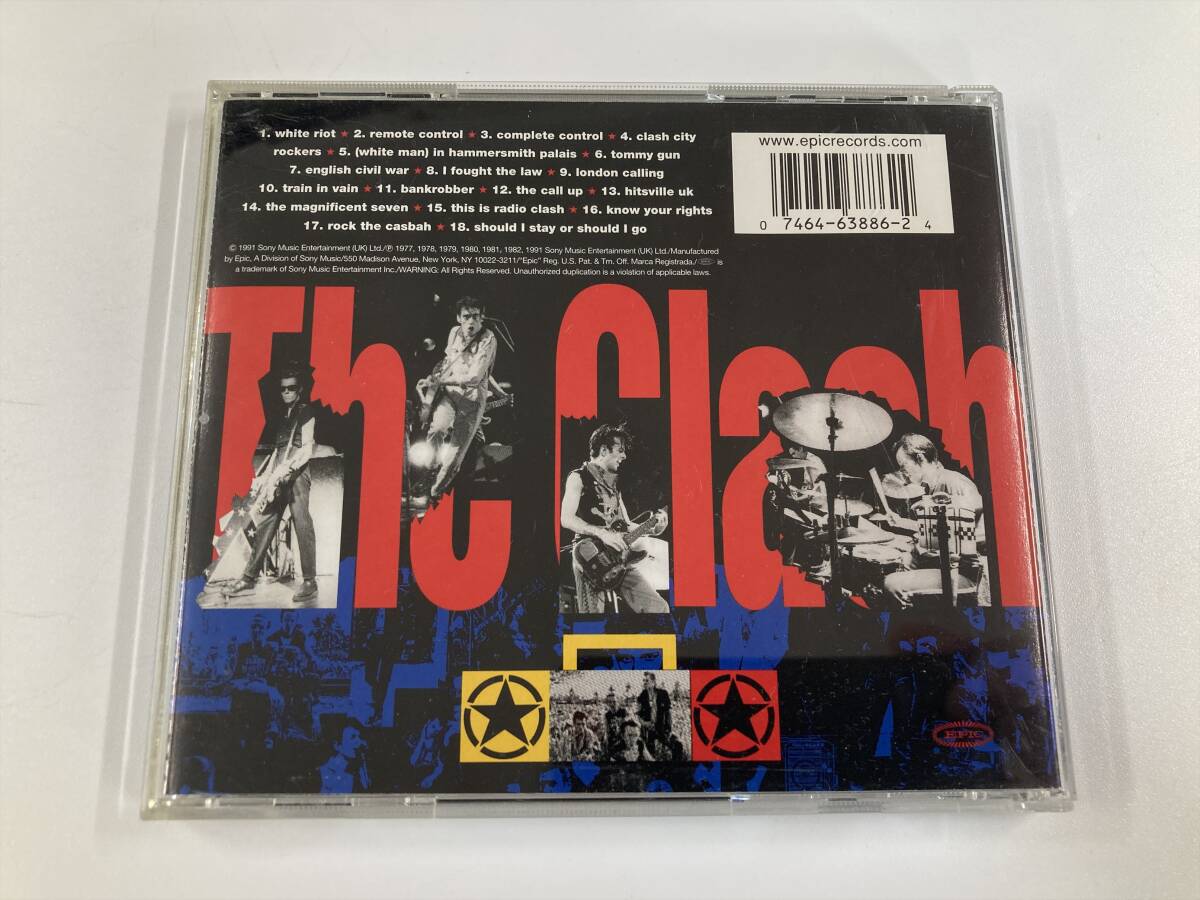 1. white riot ★ 2. remote control ★ 3. complete control ★ 4. clash city
rockers ★ 5. (white man) in hammersmith palais ★ 6. tommy gun
7. english civil war ★ 8. I fought the law ★ 9. london calling
10. train in vain ★ 11. bankrobber ★ 12. the call up ★ 13. hitsville uk
14. the magnificent seven ★ 15. this is radio clash ★ 16. know your rights
17. rock the casbah ★ 18. should I stay or should I go
© 1991 Sony Music Entertainment (UK) Ltd./℗ 1977, 1978, 1979, 1980, 1981, 1982, 1991 Sony Music Entertainment (UK) Ltd./Manufactured
by Epic, A Division of Sony Music/550 Madison Avenue, New York, NY 10022-3211/"Epic" Reg. U.S. Pat. & Tm. Off. Marca Registrada./EPIC is
a trademark of Sony Music Entertainment Inc./WARNING: All Rights Reserved. Unauthorized duplication is a violation of applicable laws.
www.epicrecords.com
0 7464-63886-2 4
The Clash
EPIC